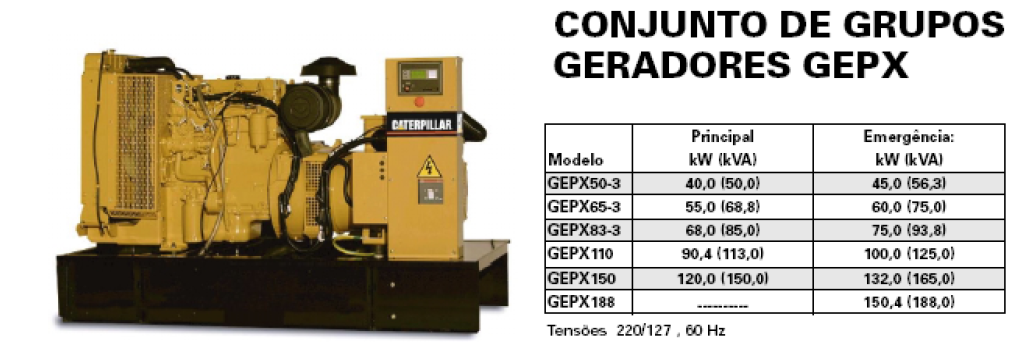 CONJUNTO DE GRUPOS
GERADORES GEPX
CATERPILLAR
Principal Emergência:
Modelo kW (kVA) kW (kVA)
GEPX50-3 40,0 (50,0) 45,0 (56,3)
GEPX65-3 55,0 (68,8) 60,0 (75,0)
GEPX83-3 68,0 (85,0) 75,0 (93,8)
GEPX110 90,4 (113,0) 100,0 (125,0)
GEPX150 120,0 (150,0) 132,0 (165,0)
GEPX188 ---------- 150,4 (188,0)
Tensões 220/127 , 60 Hz